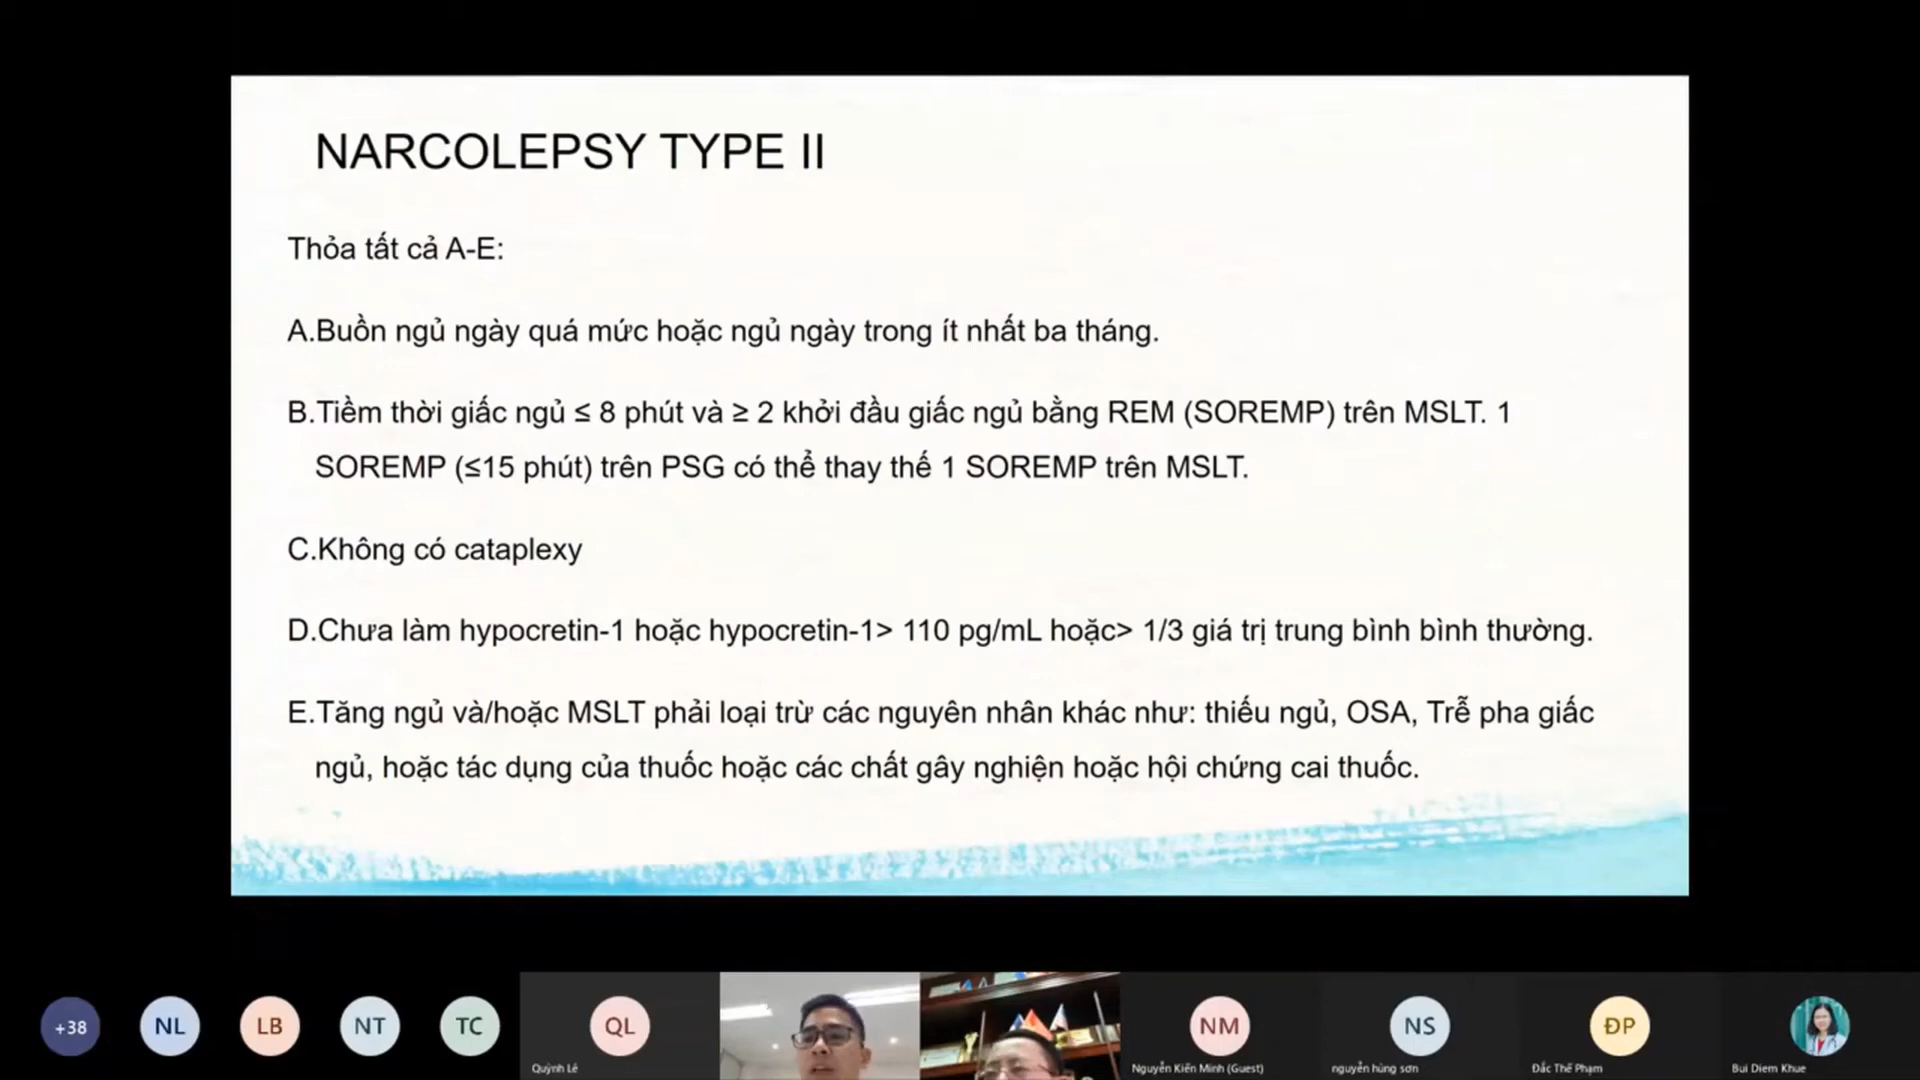 NARCOLEPSY TYPE II
Thỏa tất cả A-E:
A.Buồn ngủ ngày quá mức hoặc ngủ ngày trong ít nhất ba tháng.
B.Tiềm thời giấc ngủ ≤ 8 phút và ≥ 2 khởi đầu giấc ngủ bằng REM (SOREMP) trên MSLT. 1
SOREMP (≤15 phút) trên PSG có thể thay thế 1 SOREMP trên MSLT.
C.Không có cataplexy
D.Chưa làm hypocretin-1 hoặc hypocretin-1> 110 pg/mL hoặc> 1/3 giá trị trung bình bình thường.
E.Tăng ngủ và/hoặc MSLT phải loại trừ các nguyên nhân khác như: thiếu ngủ, OSA, Trễ pha giấc
ngủ, hoặc tác dụng của thuốc hoặc các chất gây nghiện hoặc hội chứng cai thuốc.
+38 NL LB NT TC QL NM NS ĐP
Quỳnh Lê Nguyễn Kiến Minh (Guest) nguyễn hùng sơn Đắc Thế Phạm Bui Diem Khue